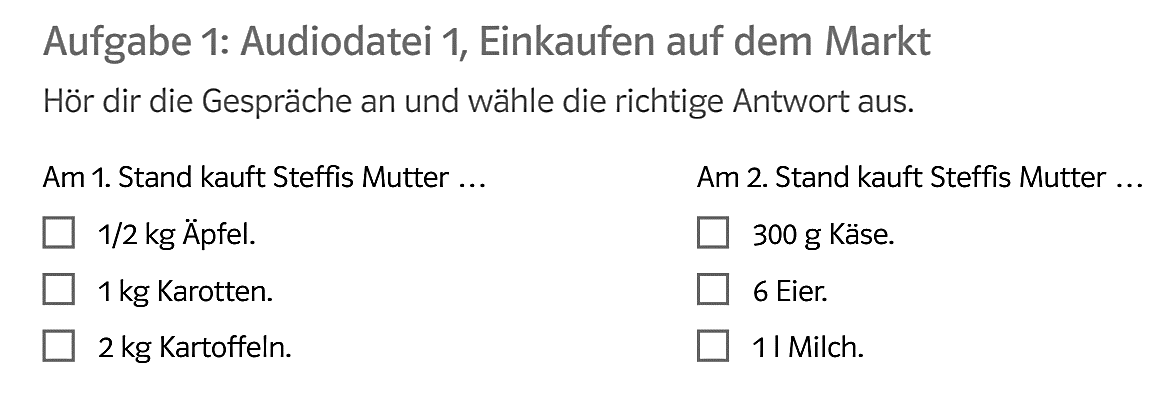 Aufgabe 1: Audiodatei 1, Einkaufen auf dem Markt
Hör dir die Gespräche an und wähle die richtige Antwort aus.
Am 1. Stand kauft Steffis Mutter …
1/2 kg Äpfel.
1 kg Karotten.
2 kg Kartoffeln.
Am 2. Stand kauft Steffis Mutter …
300 g Käse.
6 Eier.
1 l Milch.